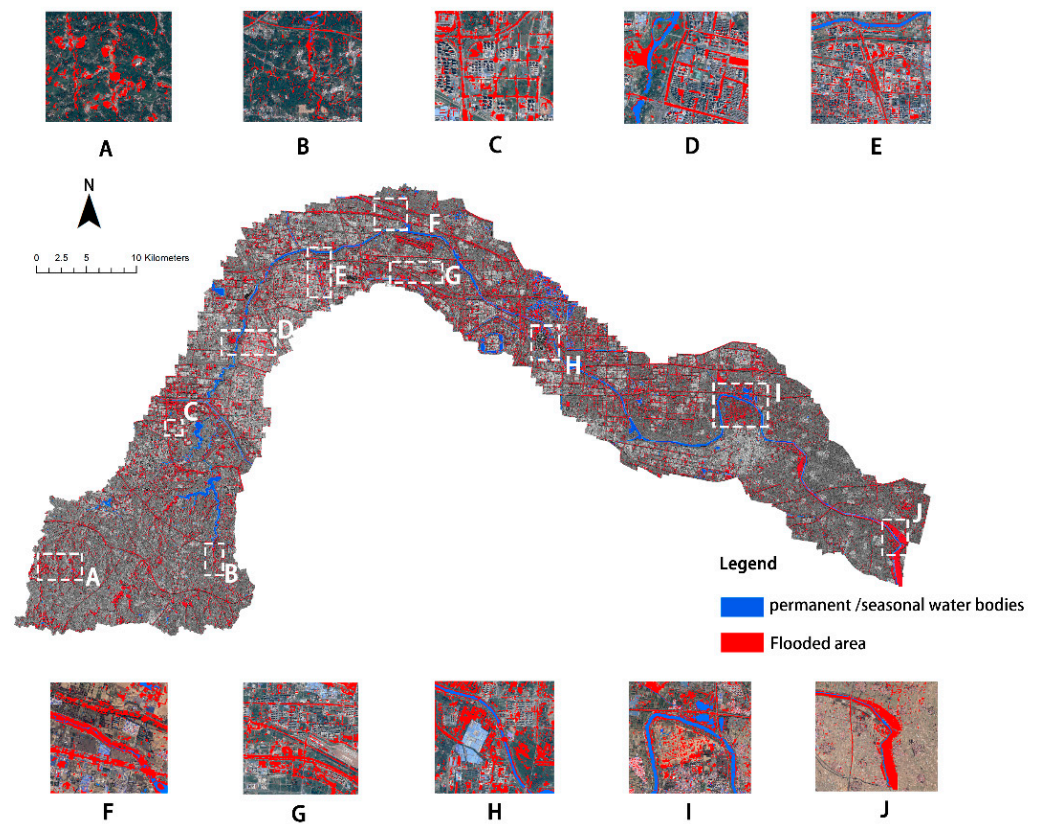 A
B
C
D
E
N
0 2.5 5 10 Kilometers
F
E
G
D
H
I
C
J
A
B
Legend
permanent /seasonal water bodies
Flooded area
F
G
H
I
J